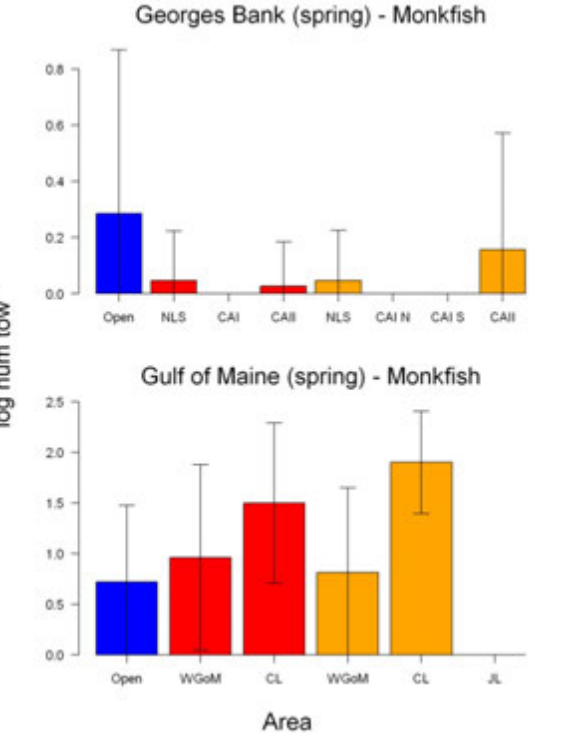 Georges Bank (spring) - Monkfish
0.8
0.6
0.4
0.2
0.0
Open NLS CAI CAII NLS CAI N CAI S CAII
log num tow
Gulf of Maine (spring) - Monkfish
2.5
2.0
1.5
1.0
0.5
0.0
Open WGoM CL WGoM CL JL
Area